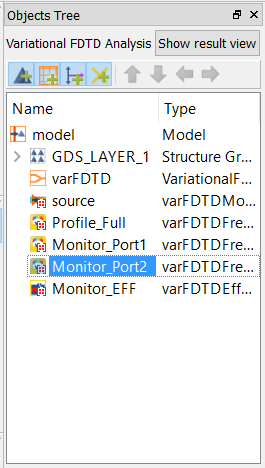 Objects Tree
Variational FDTD Analysis Show result view
Name Type
model Model
GDS_LAYER_1 Structure Gr...
varFDTD VariationalF...
source varFDTDMo...
Profile_Full varFDTDFre...
Monitor_Port1 varFDTDFre...
Monitor_Port2 varFDTDFre...
Monitor_EFF varFDTDEff...